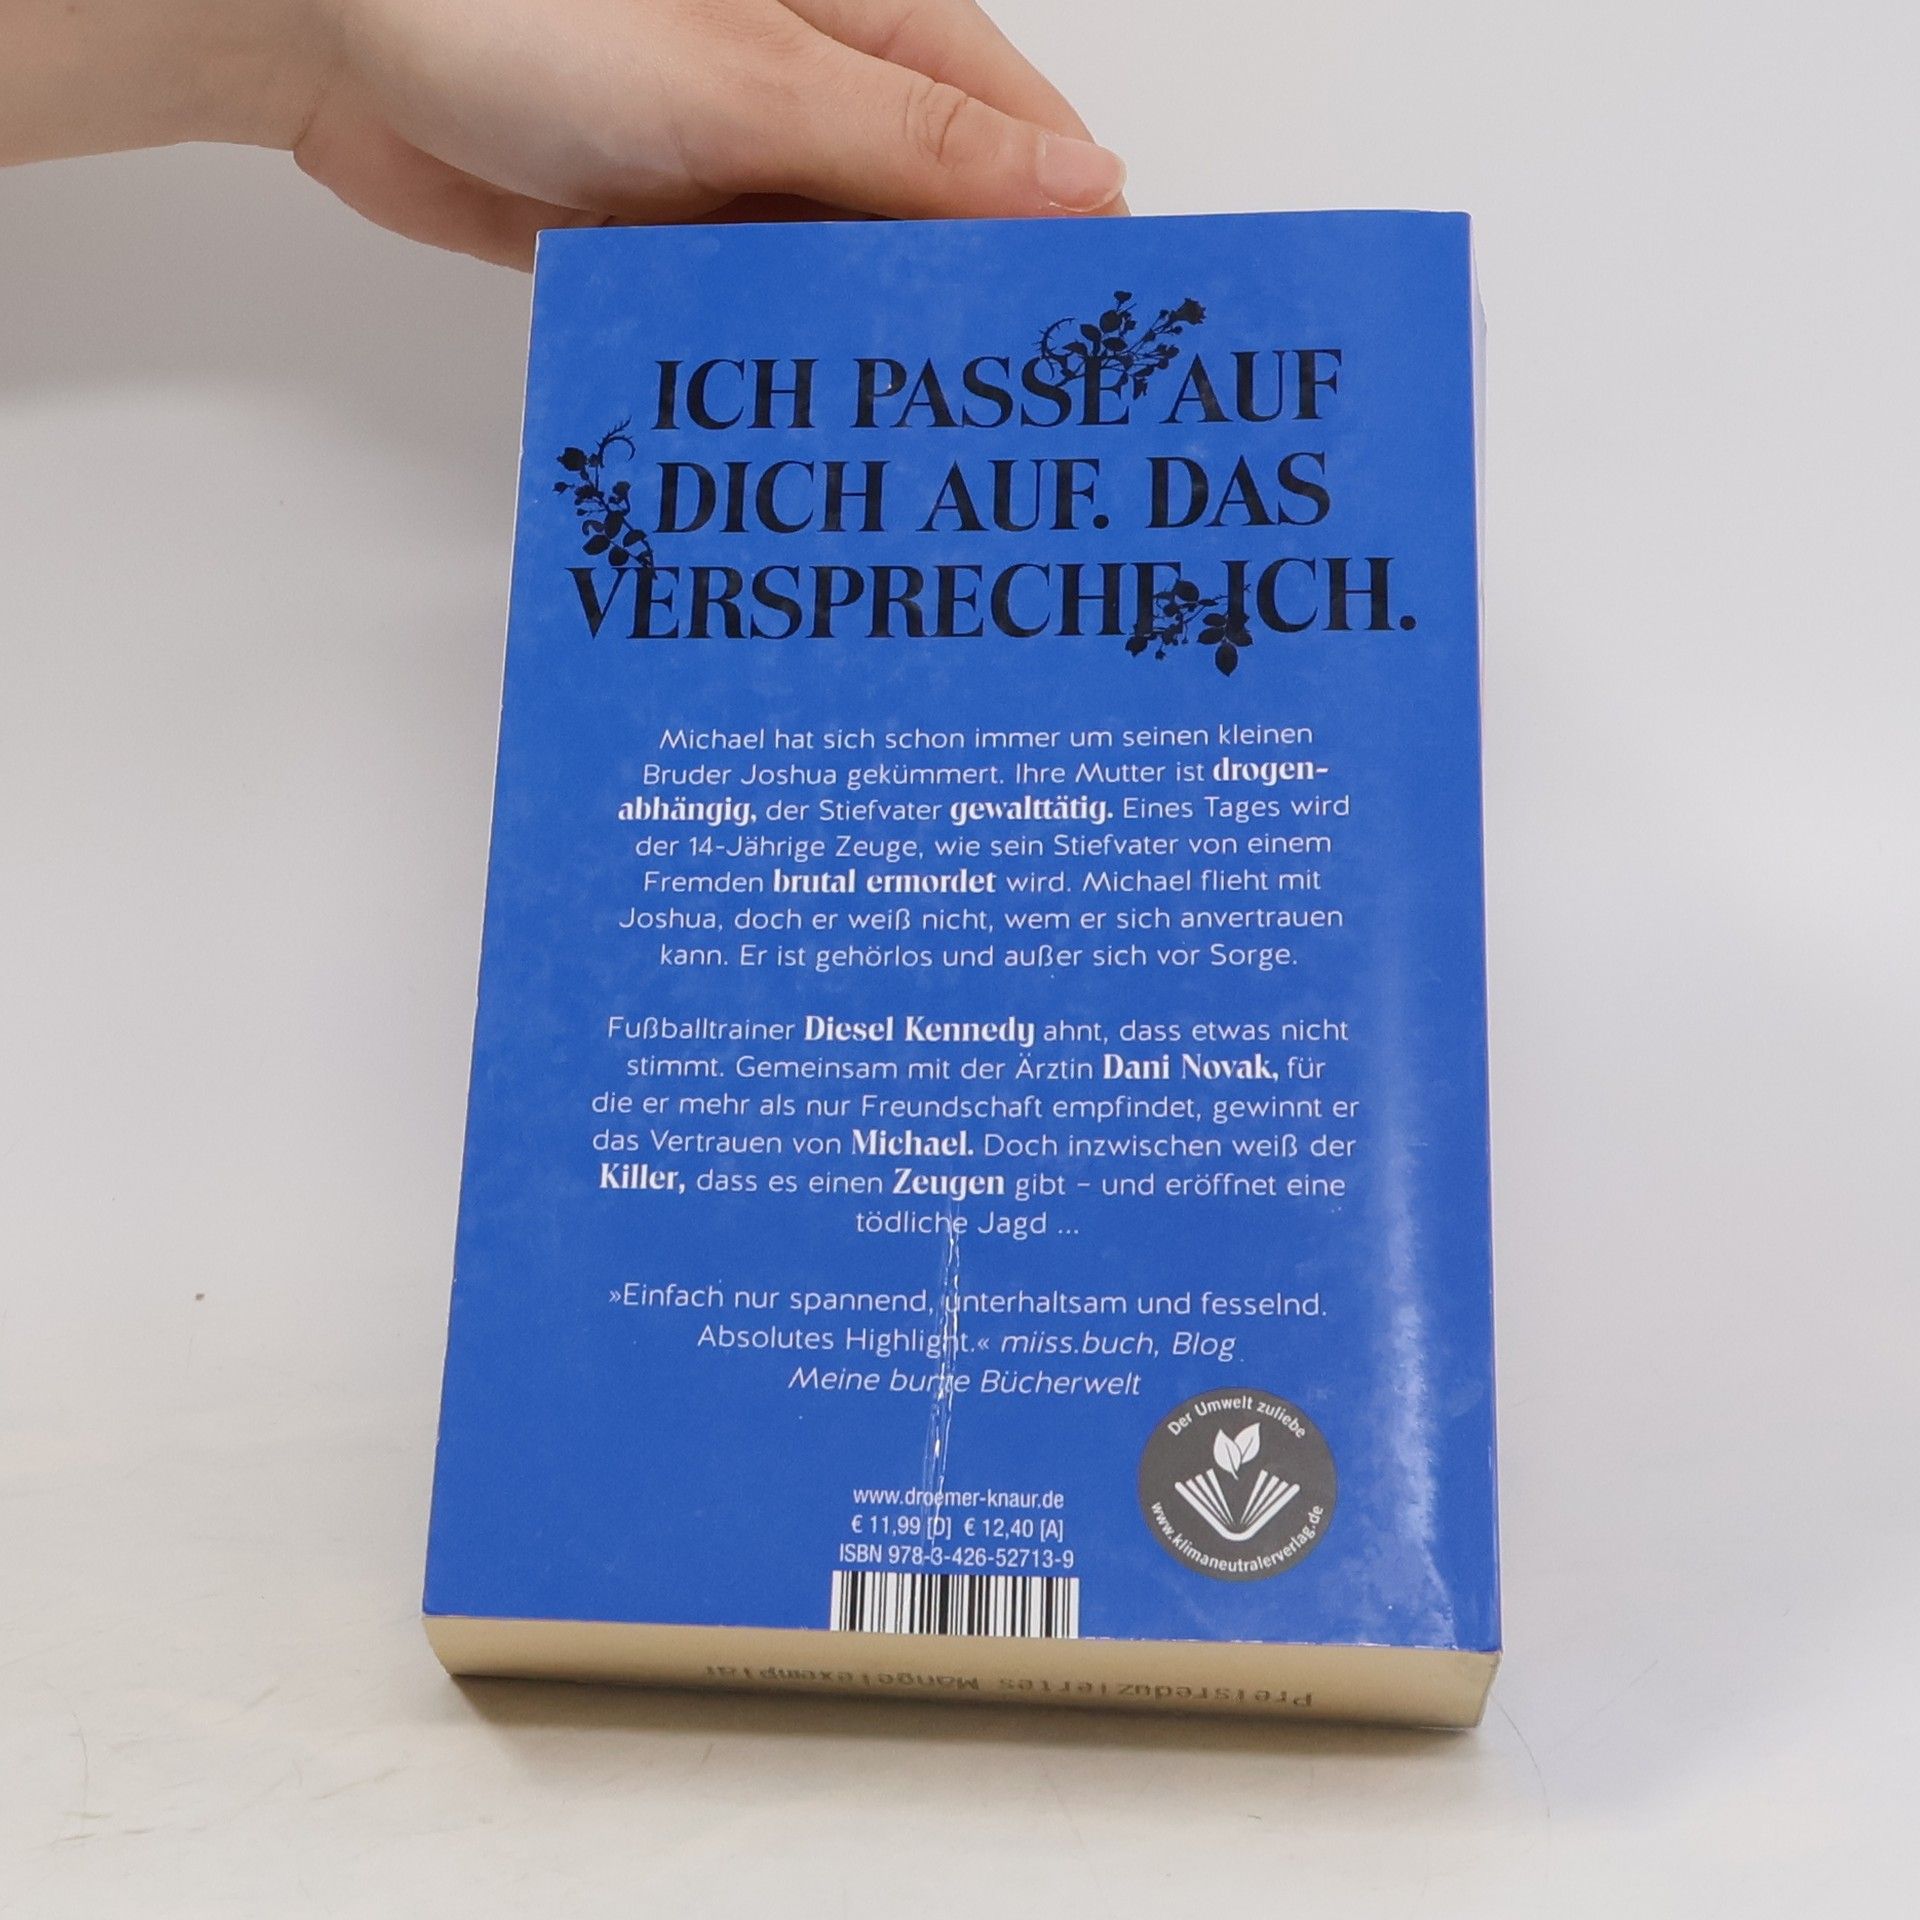 ICH PASSE AUF
DICH AUF. DAS
VERSPRECHE ICH.
Michael hat sich schon immer um seinen kleinen
Bruder Joshua gekümmert. Ihre Mutter ist drogen-
abhängig, der Stiefvater gewalttätig. Eines Tages wird
der 14-Jährige Zeuge, wie sein Stiefvater von einem
Fremden brutal ermordet wird. Michael flieht mit
Joshua, doch er weiß nicht, wem er sich anvertrauen
kann. Er ist gehörlos und außer sich vor Sorge.
Fußballtrainer Diesel Kennedy ahnt, dass etwas nicht
stimmt. Gemeinsam mit der Ärztin Dani Novak, für
die er mehr als nur Freundschaft empfindet, gewinnt er
das Vertrauen von Michael. Doch inzwischen weiß der
Killer, dass es einen Zeugen gibt – und eröffnet eine
tödliche Jagd ...
»Einfach nur spannend, unterhaltsam und fesselnd.
Absolutes Highlight.« miiss.buch, Blog
Meine bunte Bücherwelt
Der Umwelt zuliebe
www.klimaneutralerverlag.de
www.droemer-knaur.de
€ 11,99 [D] € 12,40 [A]
ISBN 978-3-426-52713-9
Preisreduziertes Mängelexemplar